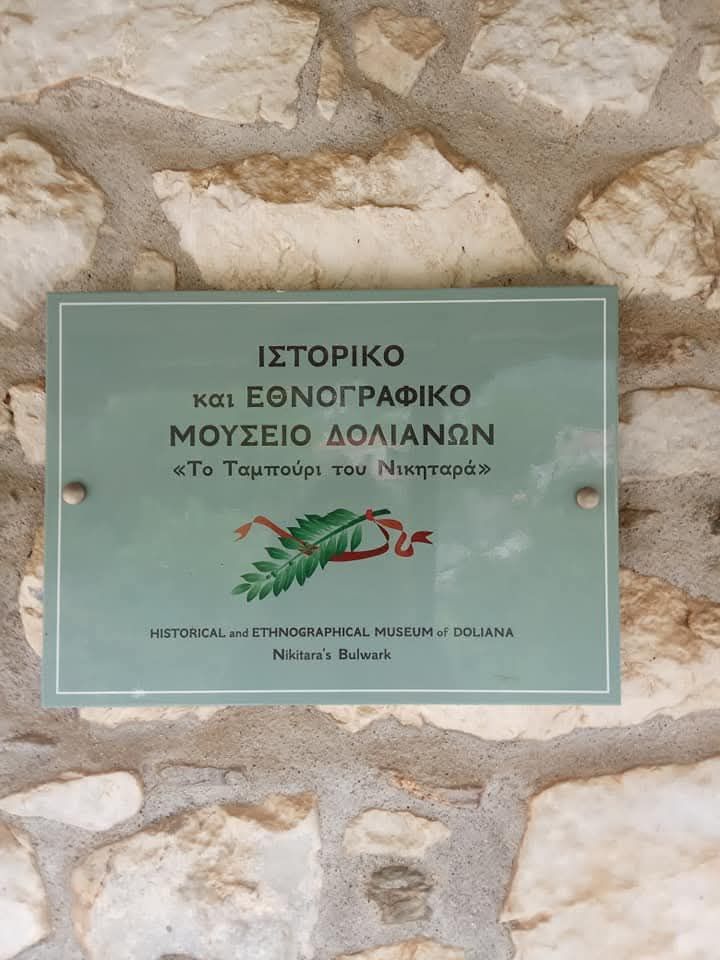 ΙΣΤΟΡΙΚΟ
και ΕΘΝΟΓΡΑΦΙΚΟ
ΜΟΥΣΕΙΟ ΔΟΛΙΑΝΩΝ
«Το Ταμπούρι του Νικηταρά»
HISTORICAL and ETHNOGRAPHICAL MUSEUM of DOLIANA
Nikitara's Bulwark